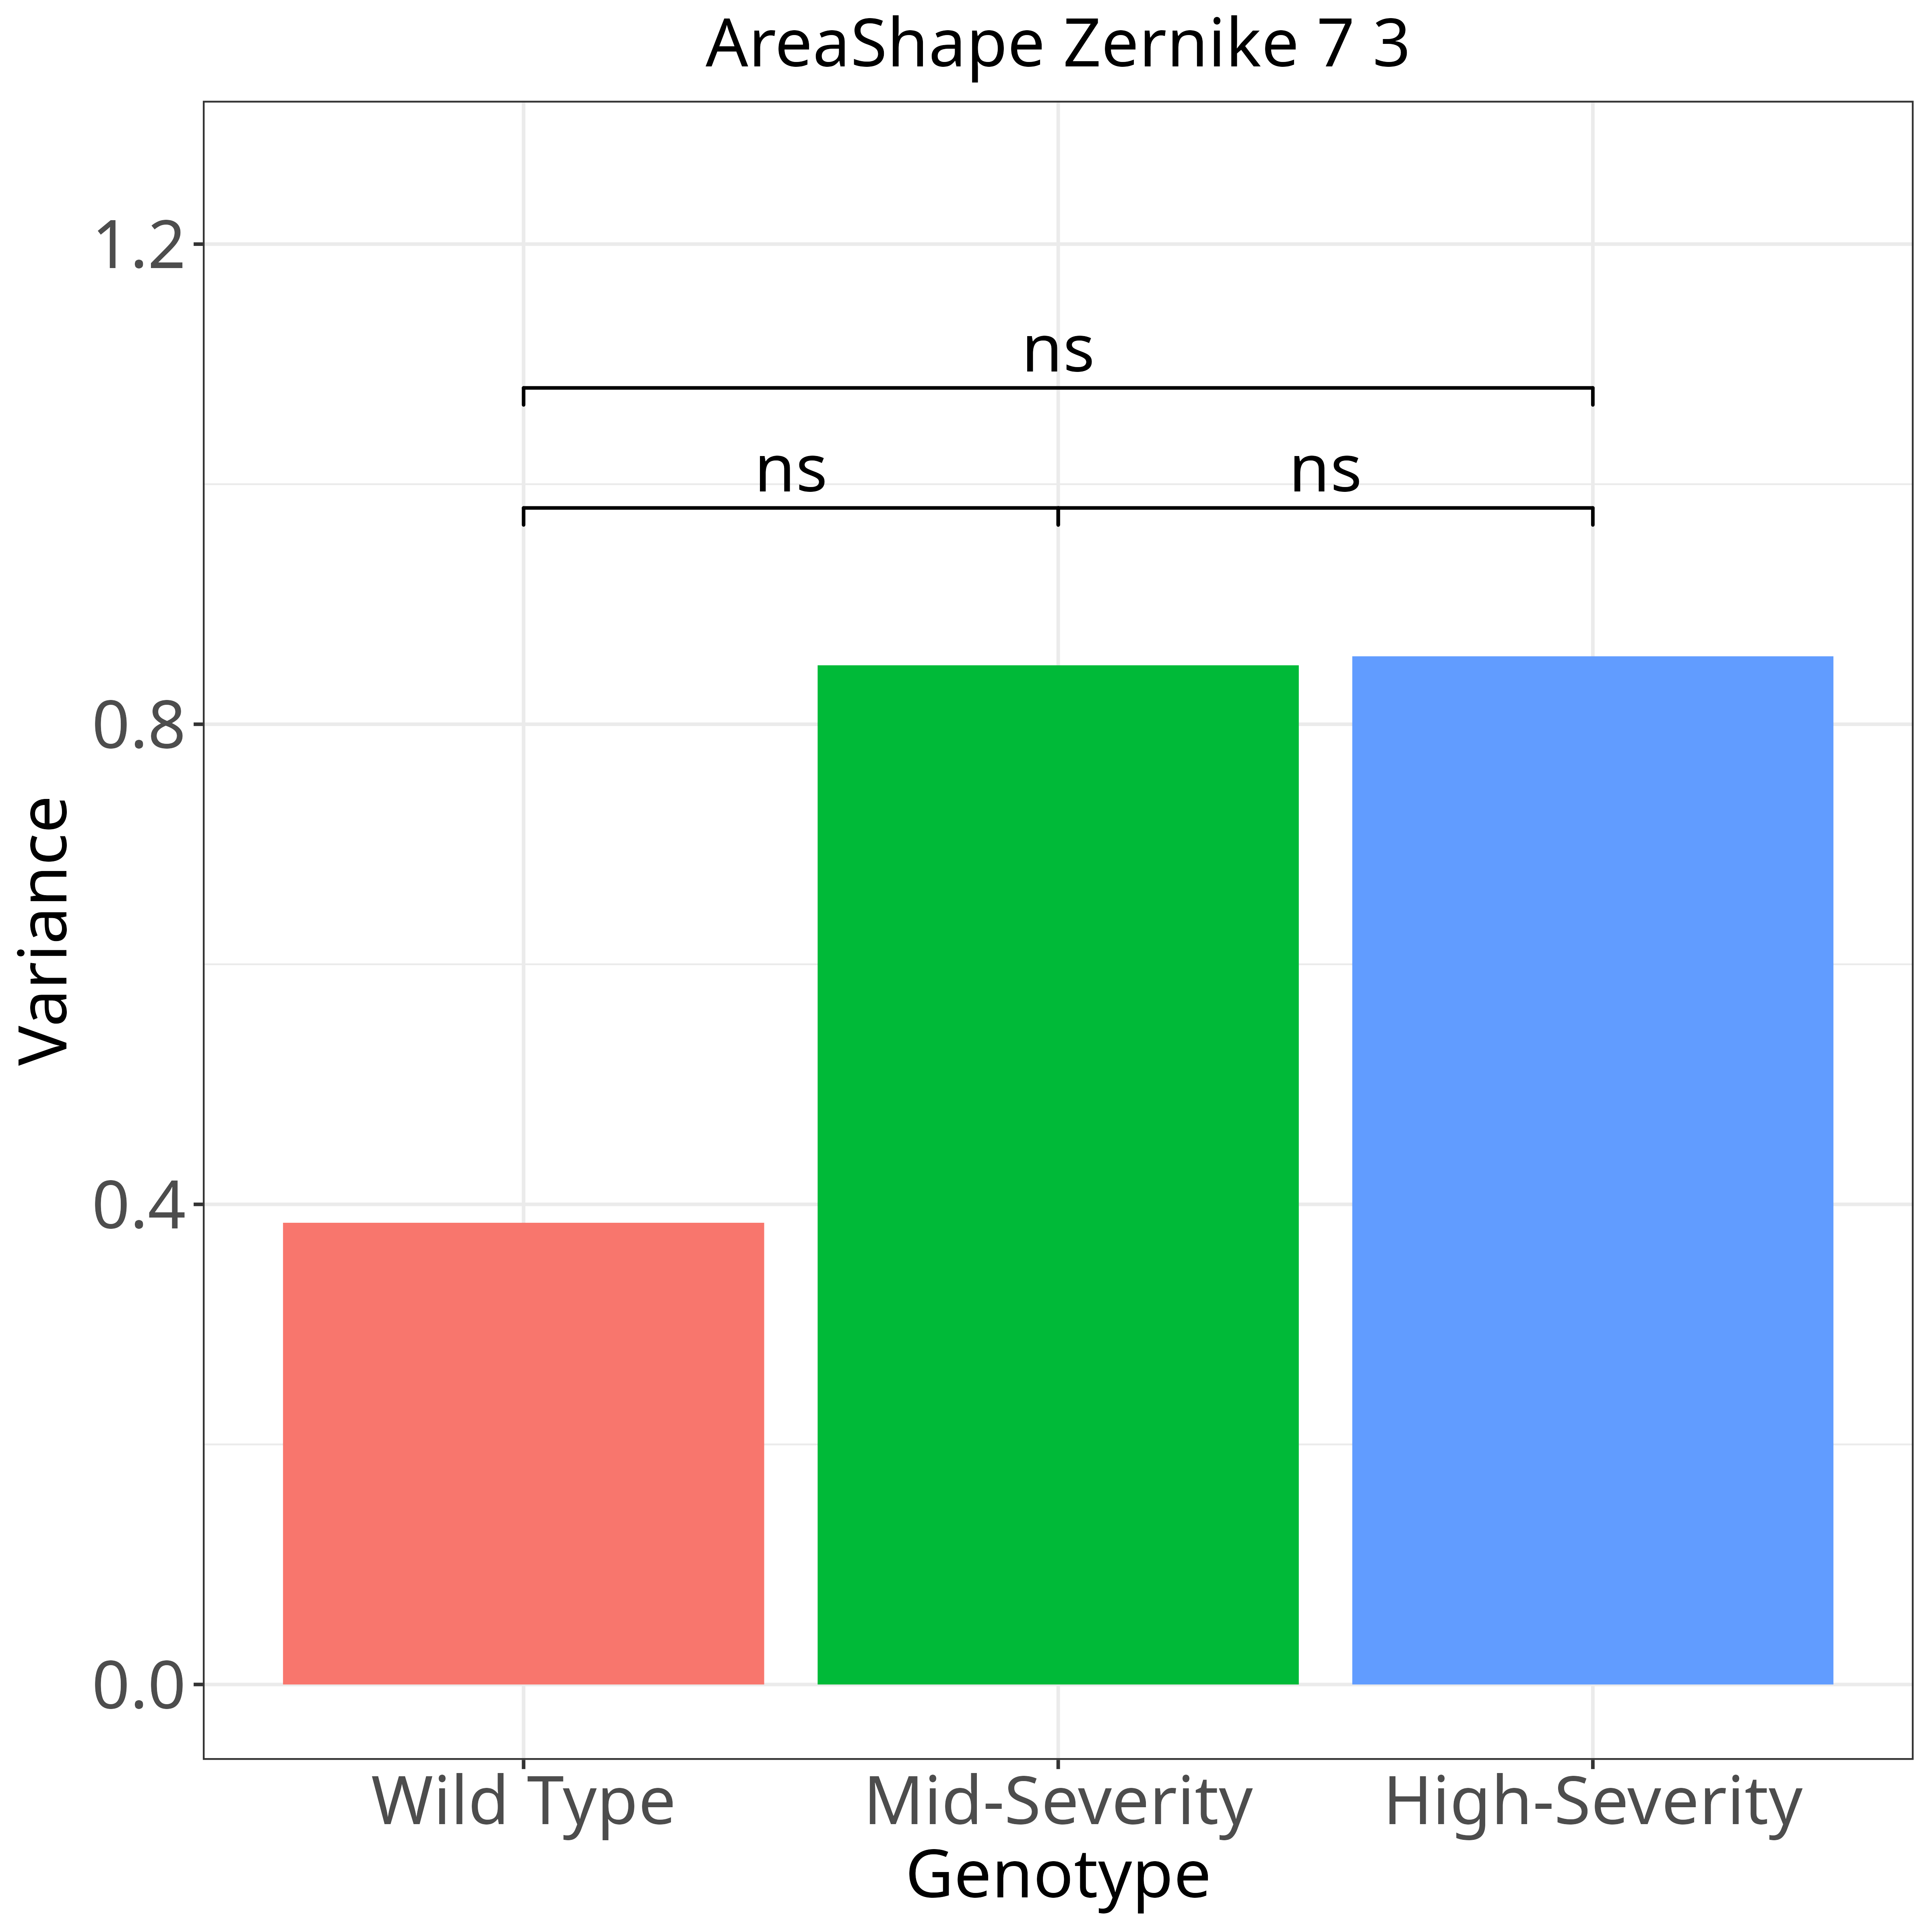 AreaShape Zernike 7 3
1.2
ns
ns ns
0.8
Variance
0.4
0.0
Wild Type Mid-Severity High-Severity
Genotype